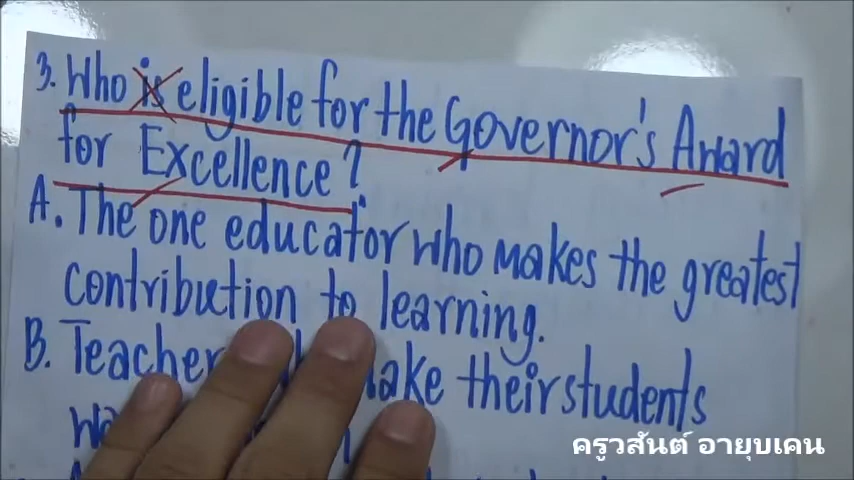 3. Who is eligible for the Governor's Award
for Excellence?
A. The one educator who makes the greatest
contribution to learning.
B. Teacher make their students
ครูวสันต์ อายุบเคน